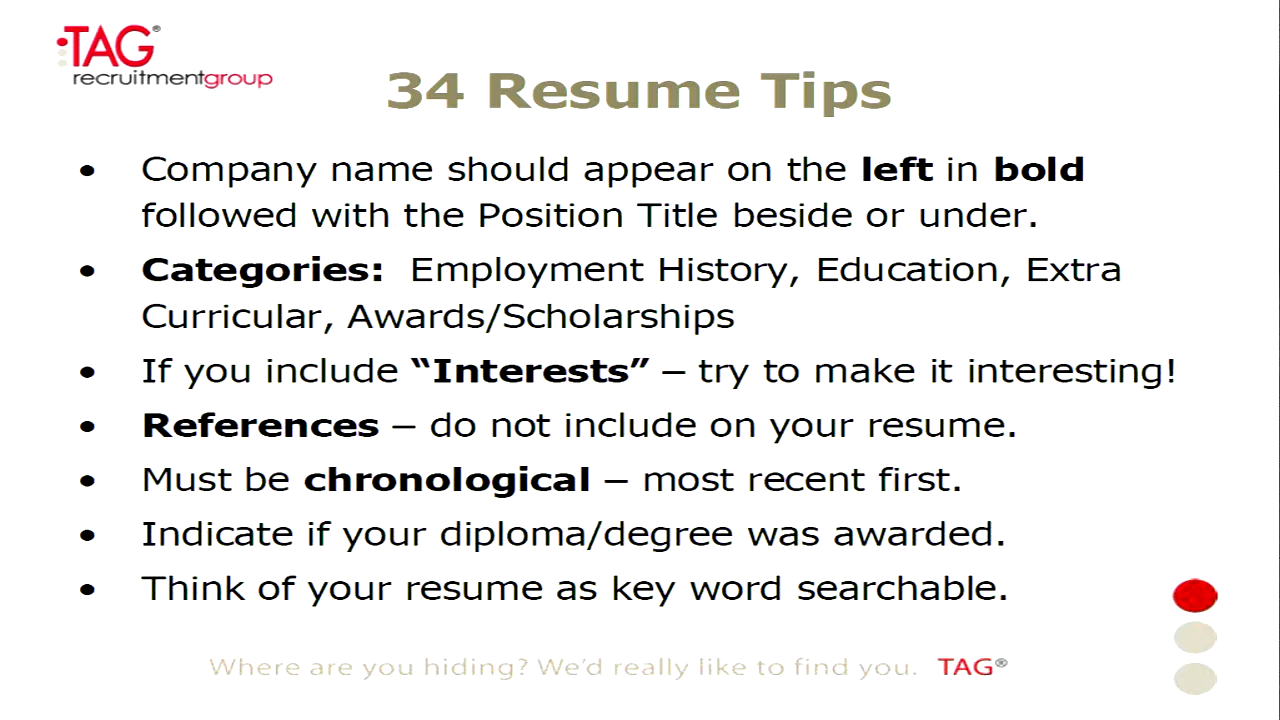 TAG®
recruitmentgroup
34 Resume Tips
• Company name should appear on the left in bold
followed with the Position Title beside or under.
• Categories: Employment History, Education, Extra
Curricular, Awards/Scholarships
• If you include “Interests” – try to make it interesting!
• References – do not include on your resume.
• Must be chronological – most recent first.
• Indicate if your diploma/degree was awarded.
• Think of your resume as key word searchable.
Where are you hiding? We'd really like to find you. TAG®